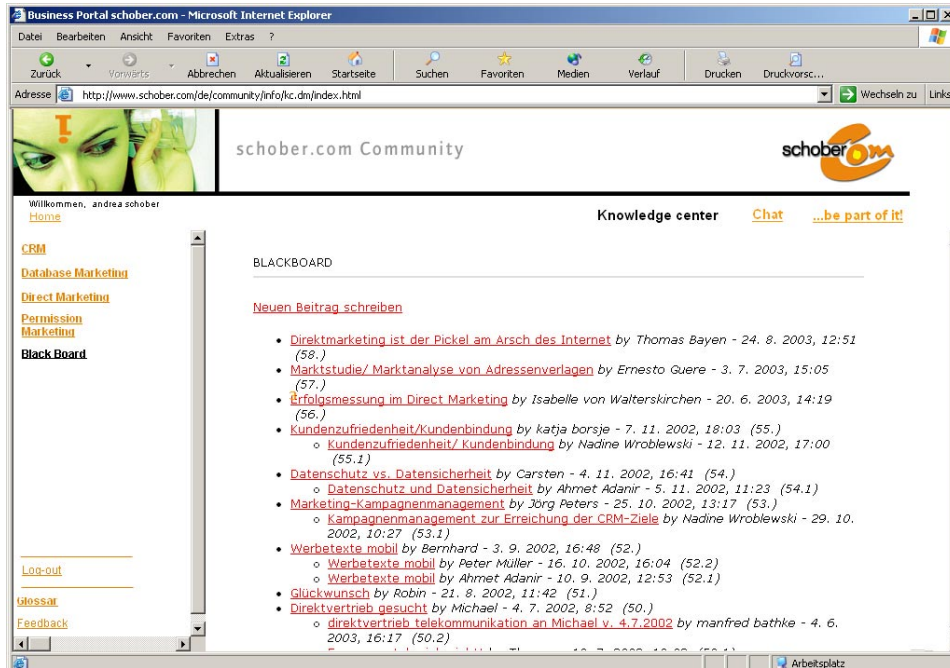 Business Portal schober.com - Microsoft Internet Explorer
Datei Bearbeiten Ansicht Favoriten Extras ?
Zurück Vorwärts Abbrechen Aktualisieren Startseite Suchen Favoriten Medien Verlauf Drucken Druckvorsc...
Adresse http://www.schober.com/de/community/info/kc.dm/index.html Wechseln zu Links
i
schober.com Community
schober com
Willkommen, andrea schober
Home
Knowledge center Chat ...be part of it!
CRM
Database Marketing
Direct Marketing
Permission
Marketing
Black Board
Log-out
Glossar
Feedback
BLACKBOARD
Neuen Beitrag schreiben
• Direktmarketing ist der Pickel am Arsch des Internet by Thomas Bayen - 24. 8. 2003, 12:51
(58.)
• Marktstudie/ Marktanalyse von Adressenverlagen by Ernesto Guere - 3. 7. 2003, 15:05
(57.)
• Erfolgsmessung im Direct Marketing by Isabelle von Walterskirchen - 20. 6. 2003, 14:19
(56.)
• Kundenzufriedenheit/Kundenbindung by katja borsje - 7. 11. 2002, 18:03 (55.)
o Kundenzufriedenheit/ Kundenbindung by Nadine Wroblewski - 12. 11. 2002, 17:00
(55.1)
• Datenschutz vs. Datensicherheit by Carsten - 4. 11. 2002, 16:41 (54.)
o Datenschutz und Datensicherheit by Ahmet Adanir - 5. 11. 2002, 11:23 (54.1)
• Marketing-Kampagnenmanagement by Jörg Peters - 25. 10. 2002, 13:17 (53.)
o Kampagnenmanagement zur Erreichung der CRM-Ziele by Nadine Wroblewski - 29. 10.
2002, 10:27 (53.1)
• Werbetexte mobil by Bernhard - 3. 9. 2002, 16:48 (52.)
o Werbetexte mobil by Peter Müller - 16. 10. 2002, 16:04 (52.2)
o Werbetexte mobil by Ahmet Adanir - 10. 9. 2002, 12:53 (52.1)
• Glückwunsch by Robin - 21. 8. 2002, 11:42 (51.)
• Direktvertrieb gesucht by Michael - 4. 7. 2002, 8:52 (50.)
o direktvertrieb telekommunikation an Michael v. 4.7.2002 by manfred bathke - 4. 6.
2003, 16:17 (50.2)
Arbeitsplatz